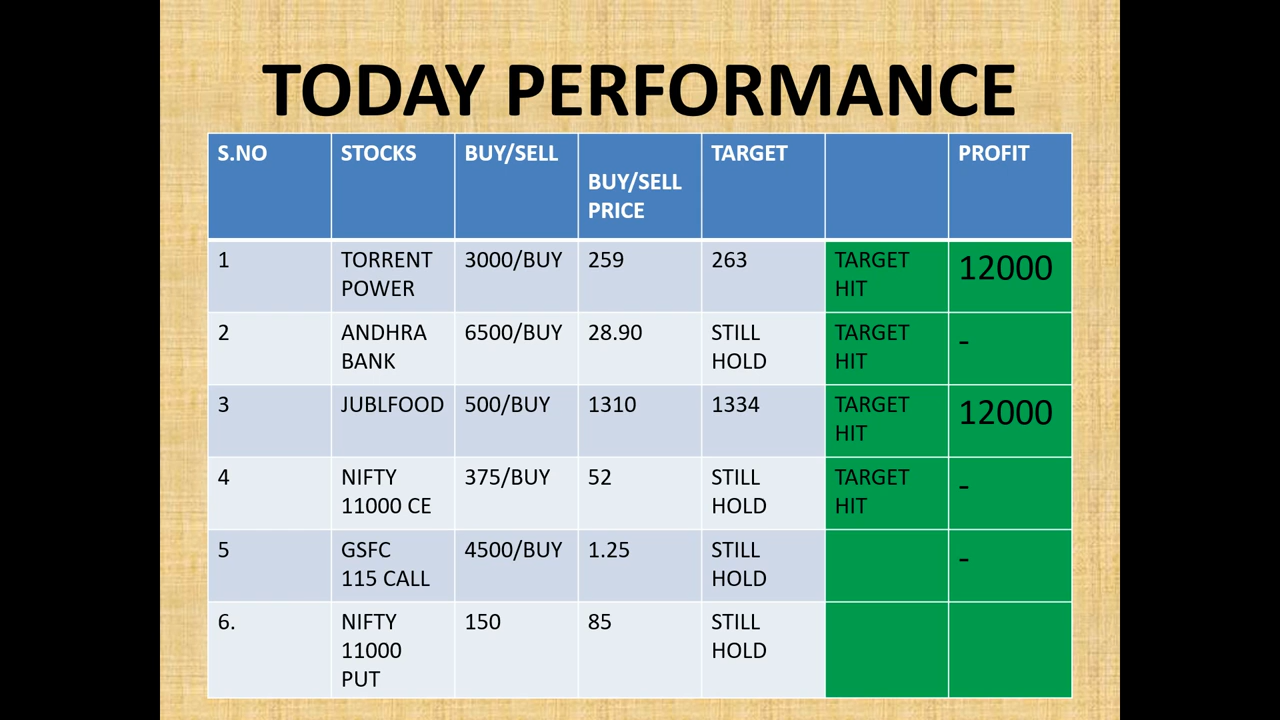 TODAY PERFORMANCE
S.NO STOCKS BUY/SELL BUY/SELL PRICE TARGET PROFIT
1 TORRENT POWER 3000/BUY 259 263 TARGET HIT 12000
2 ANDHRA BANK 6500/BUY 28.90 STILL HOLD TARGET HIT -
3 JUBLFOOD 500/BUY 1310 1334 TARGET HIT 12000
4 NIFTY 11000 CE 375/BUY 52 STILL HOLD TARGET HIT -
5 GSFC 115 CALL 4500/BUY 1.25 STILL HOLD -
6. NIFTY 11000 PUT 150 85 STILL HOLD